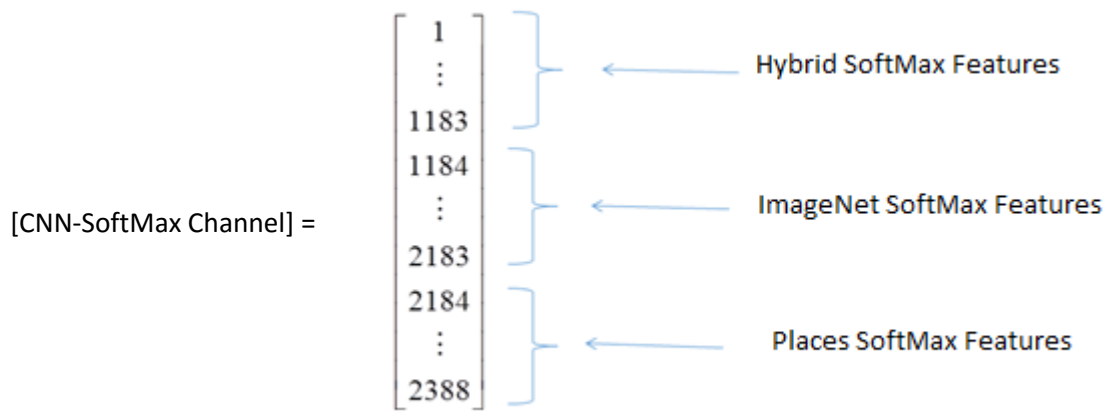 1
⋮
Hybrid SoftMax Features
1183
1184
⋮
ImageNet SoftMax Features
[CNN-SoftMax Channel] =
2183
2184
⋮
Places SoftMax Features
2388